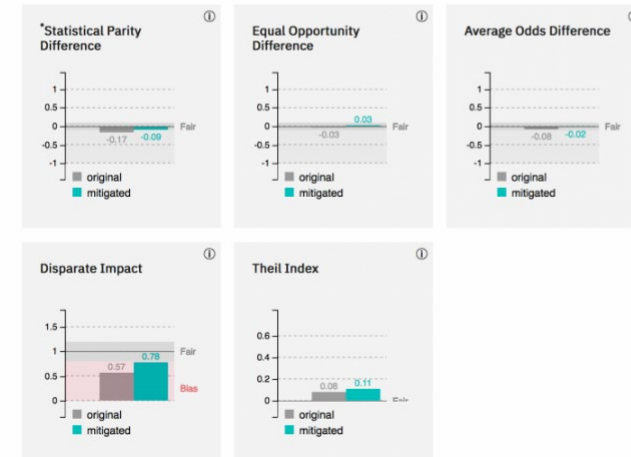 *Statistical Parity
Difference
1
0.5
0
-0.5
-1
-0.17
-0.09
Fair
original
mitigated
Equal Opportunity
Difference
1
0.5
0
-0.5
-1
-0.03
0.03
Fair
original
mitigated
Average Odds Difference
1
0.5
0
-0.5
-1
-0.08
-0.02
Fair
original
mitigated
Disparate Impact
1.5
1
0.5
0
0.57
0.78
Fair
Bias
original
mitigated
Theil Index
0.6
0.4
0.2
0
0.08
0.11
Fair
original
mitigated